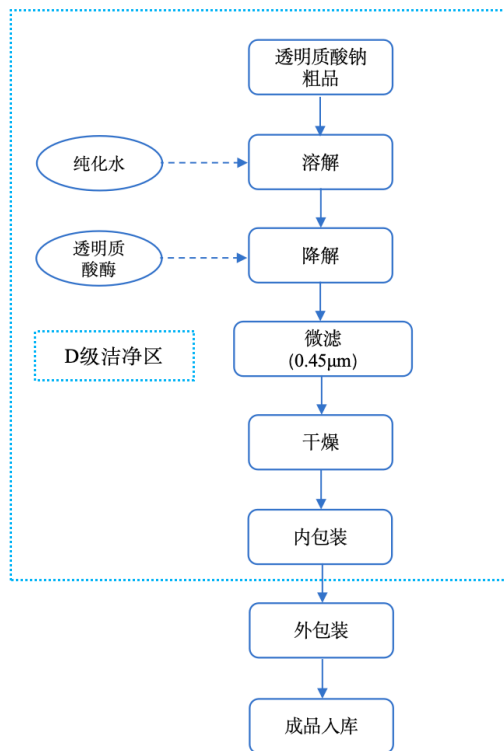 透明质酸钠
粗品
纯化水
溶解
透明质
酸酶
降解
微滤
(0.45μm)
D级洁净区
干燥
内包装
外包装
成品入库